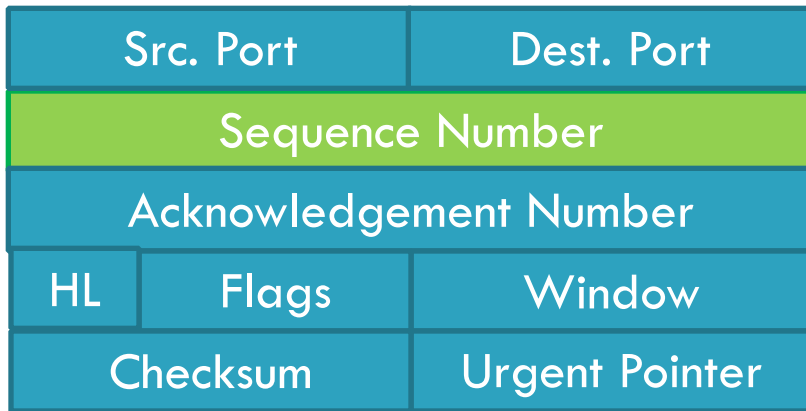 Src. Port Dest. Port
Sequence Number
Acknowledgement Number
HL Flags Window
Checksum Urgent Pointer